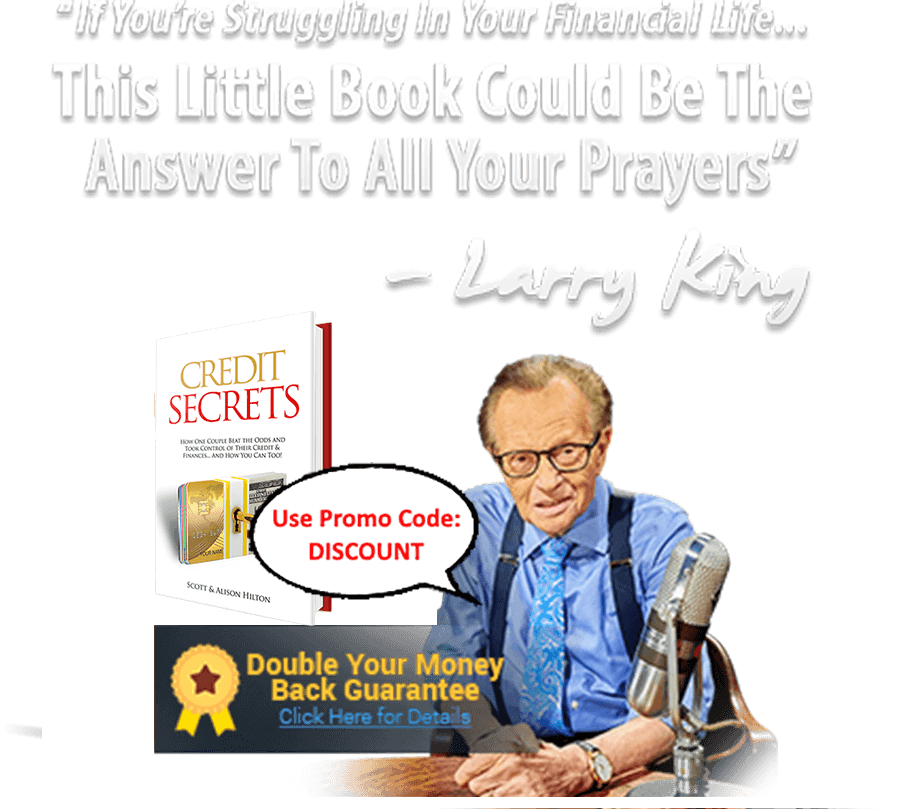 "If You're Struggling In Your Financial Life...
This Little Book Could Be The
Answer To All Your Prayers"
– Larry King
CREDIT
SECRETS
How One Couple Beat the Odds and
Took Control of Their Credit &
Finances... And How You Can Too!
YOUR NAME
Scott & Alison Hilton
Use Promo Code:
DISCOUNT
Double Your Money
Back Guarantee
Click Here for Details